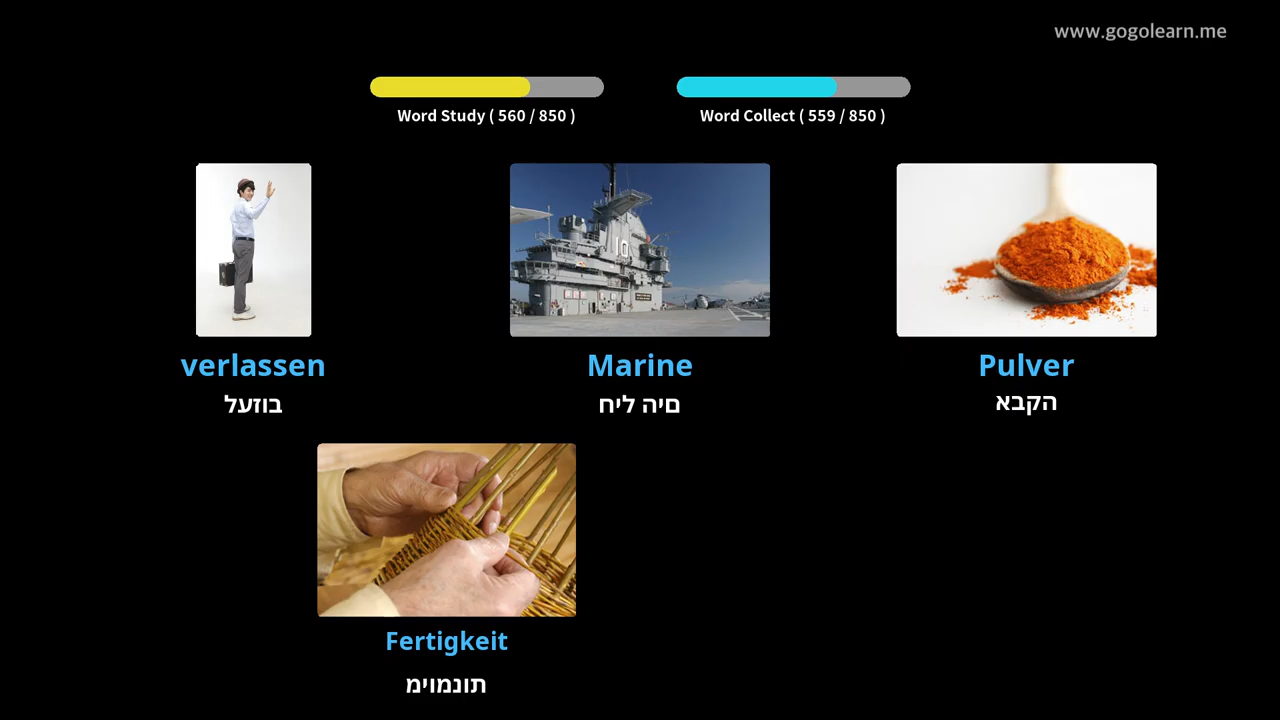 www.gogolearn.me
Word Study ( 560 / 850 )
Word Collect ( 559 / 850 )
verlassen
בוזעל
Marine
םיה ליח
Pulver
הקבא
Fertigkeit
תונמוימ